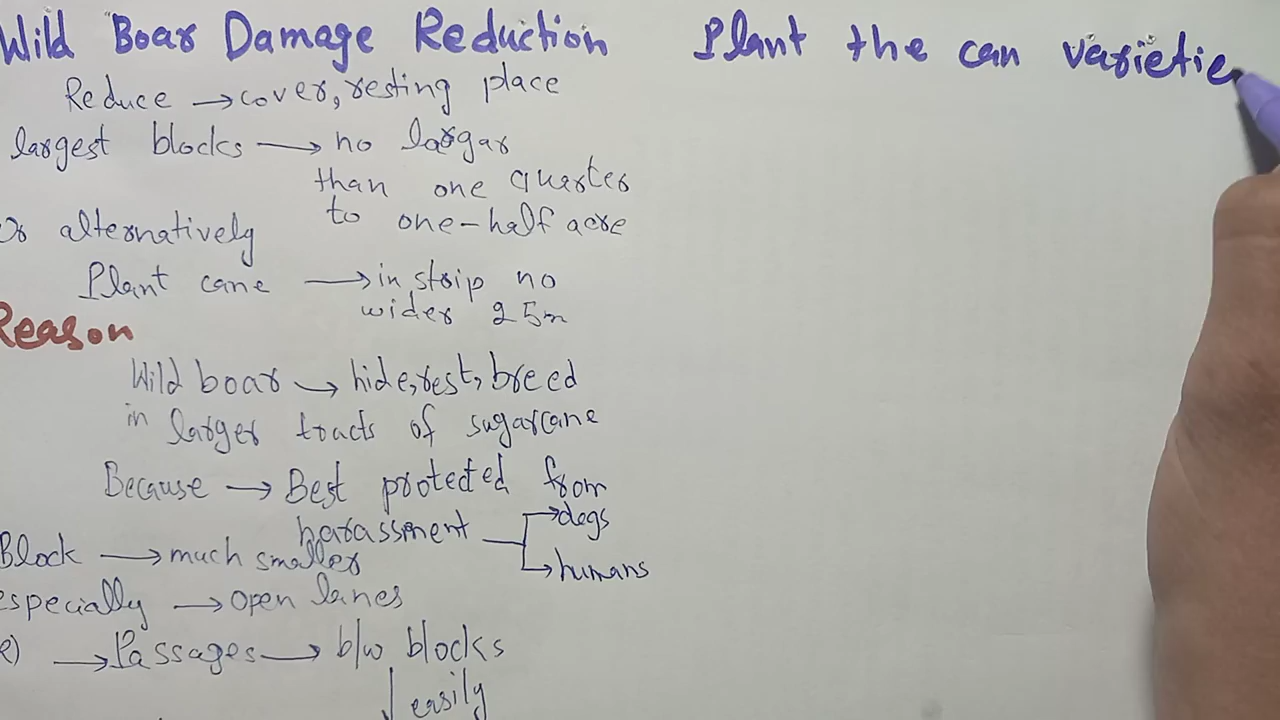 Wild Boar Damage Reduction
Reduce → cover, resting place
largest blocks → no largar
than one quarter
to one-half acre
Or alternatively
Plant cane → in strip no
wider 25m
Reason
Wild boar → hide, rest, breed
in larger tracts of sugarcane
Because → Best protected from
harassment → dogs
→ humans
Block → much smaller
especially → open lanes
→ Passages → b/w blocks
↓ easily
Plant the can varietie